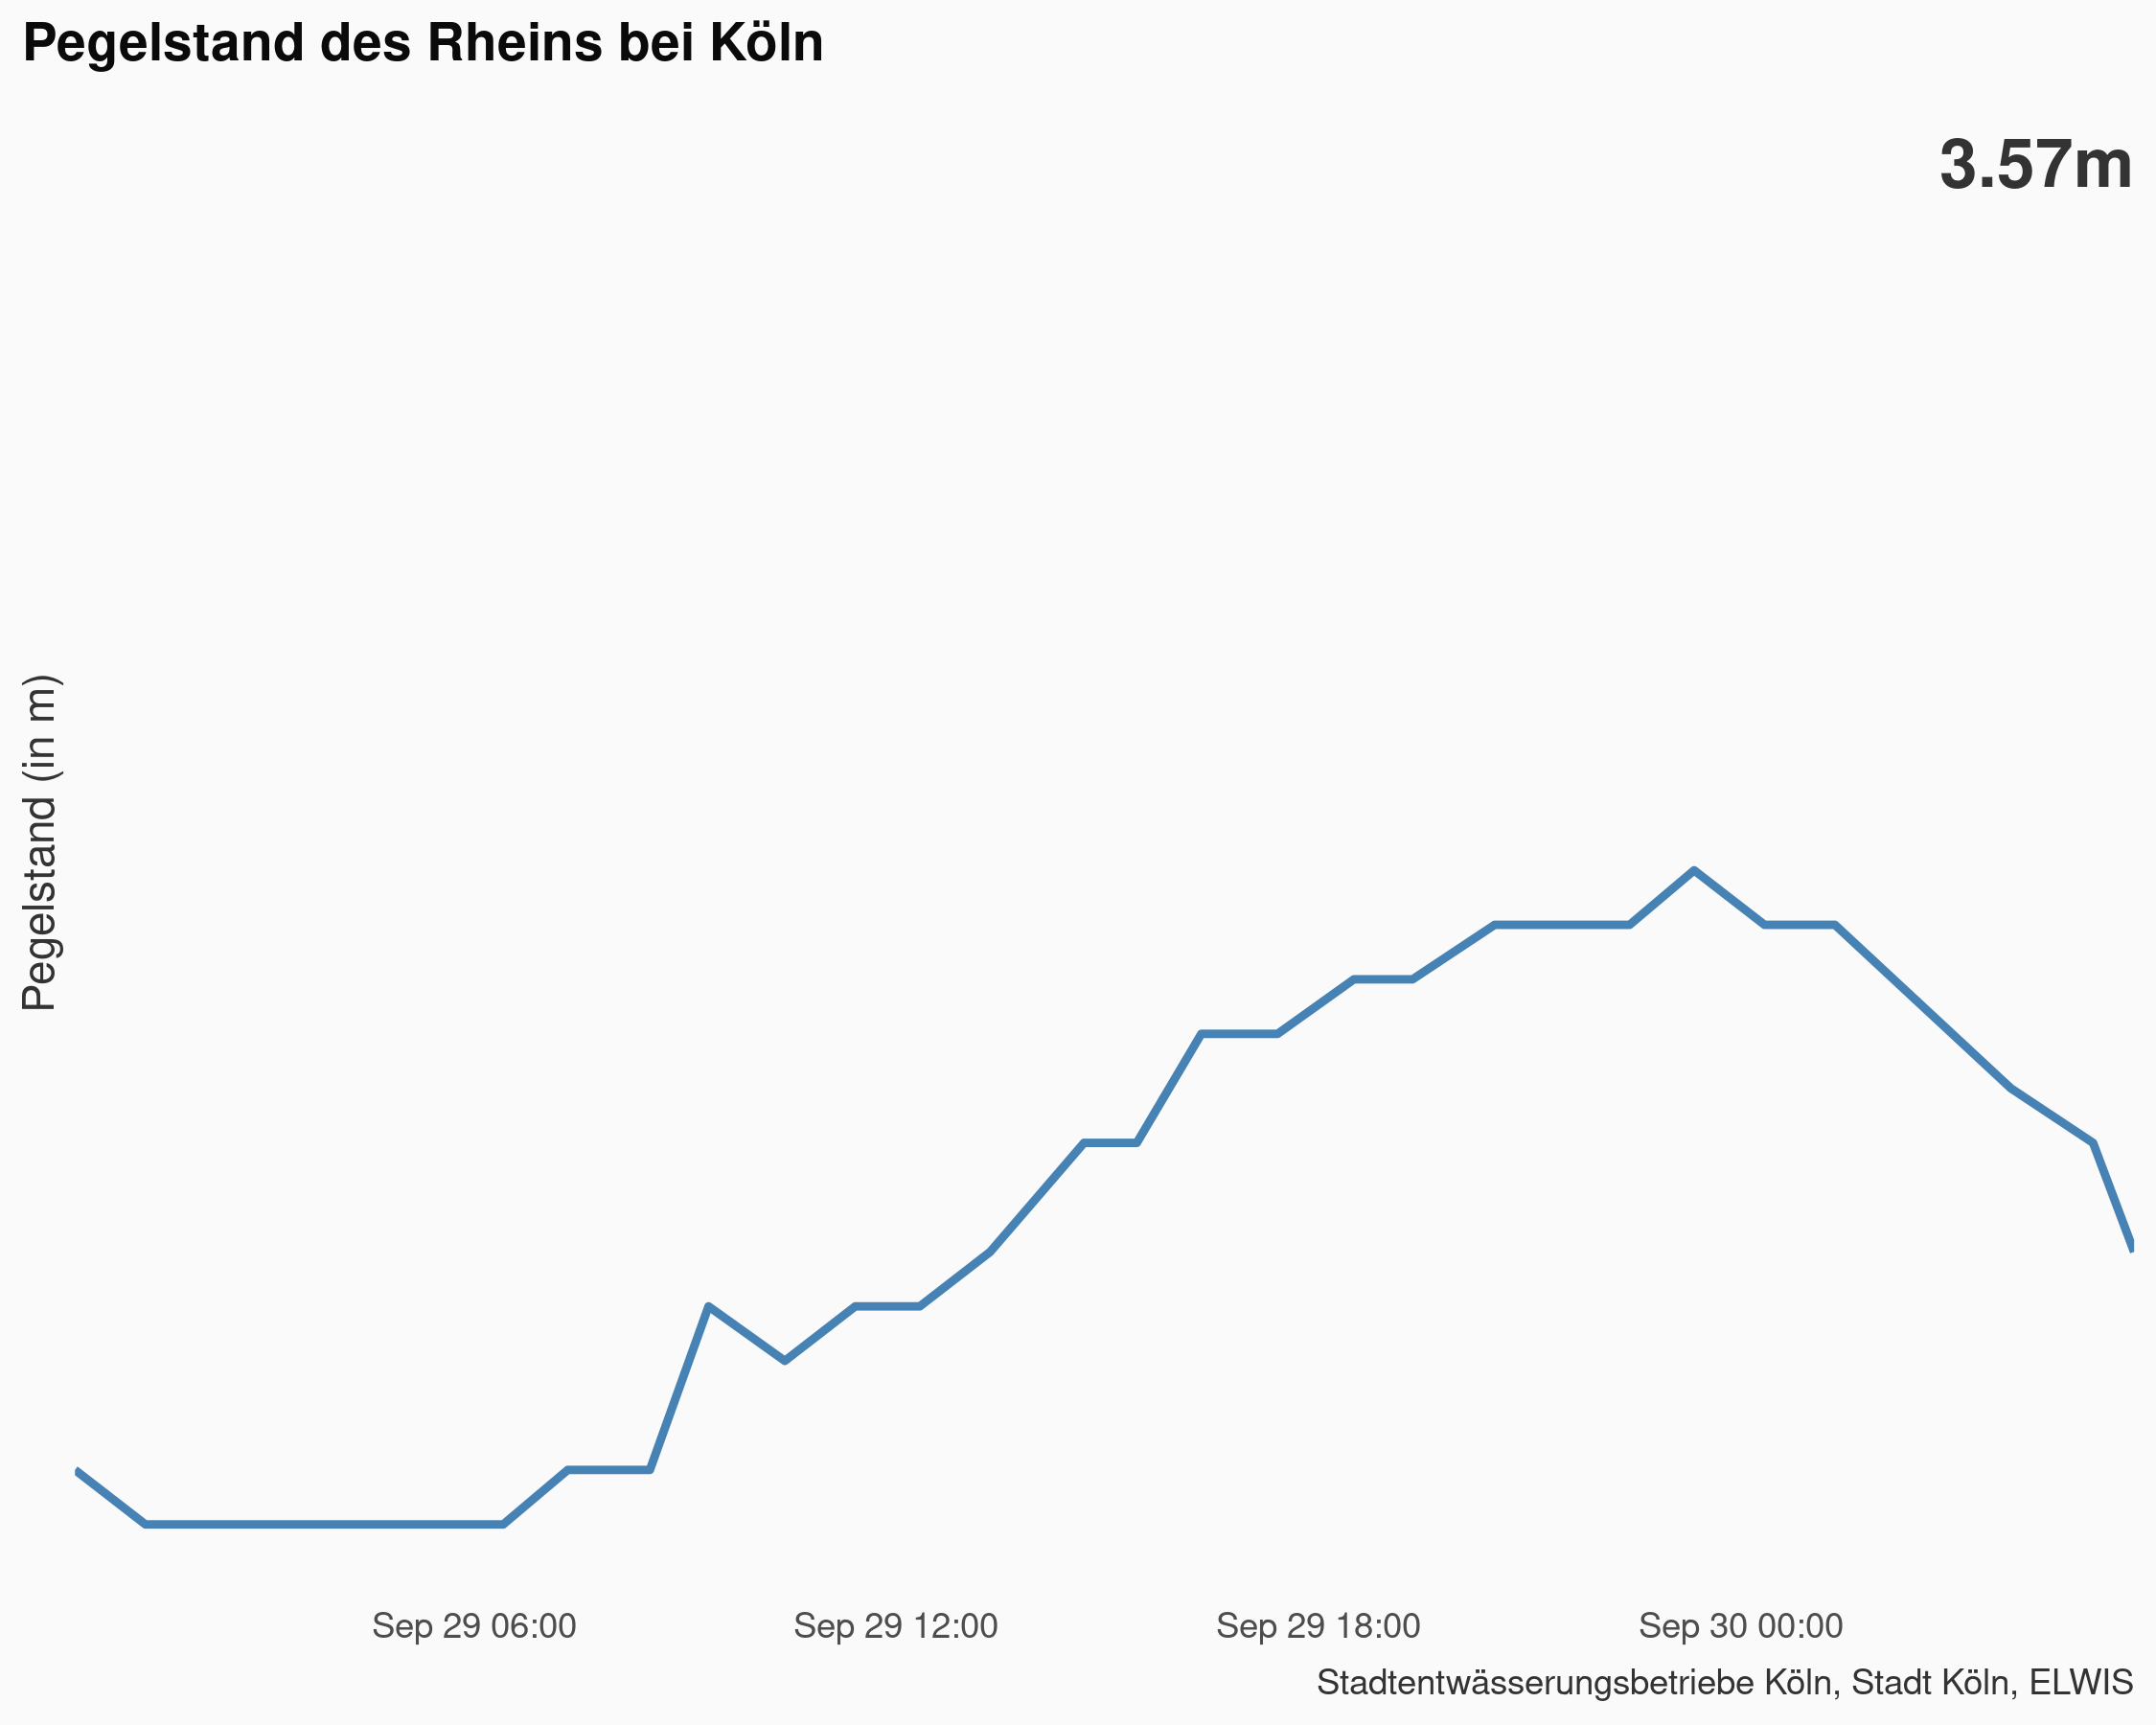 Pegelstand des Rheins bei Köln
3.57m
Pegelstand (in m)
Sep 29 06:00
Sep 29 12:00
Sep 29 18:00
Sep 30 00:00
Stadtentwässerungsbetriebe Köln, Stadt Köln, ELWIS